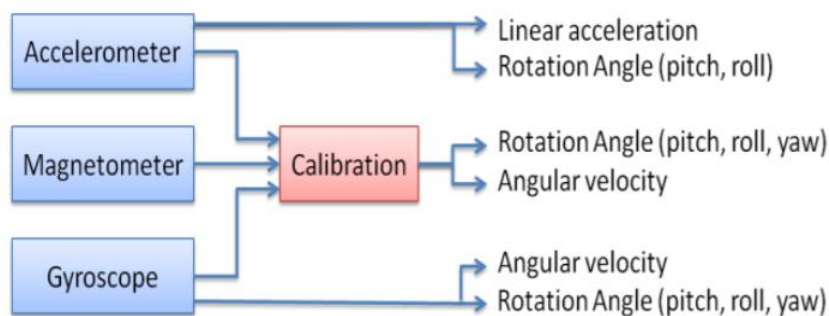 Accelerometer
Linear acceleration
Rotation Angle (pitch, roll)
Magnetometer
Calibration
Rotation Angle (pitch, roll, yaw)
Angular velocity
Gyroscope
Angular velocity
Rotation Angle (pitch, roll, yaw)